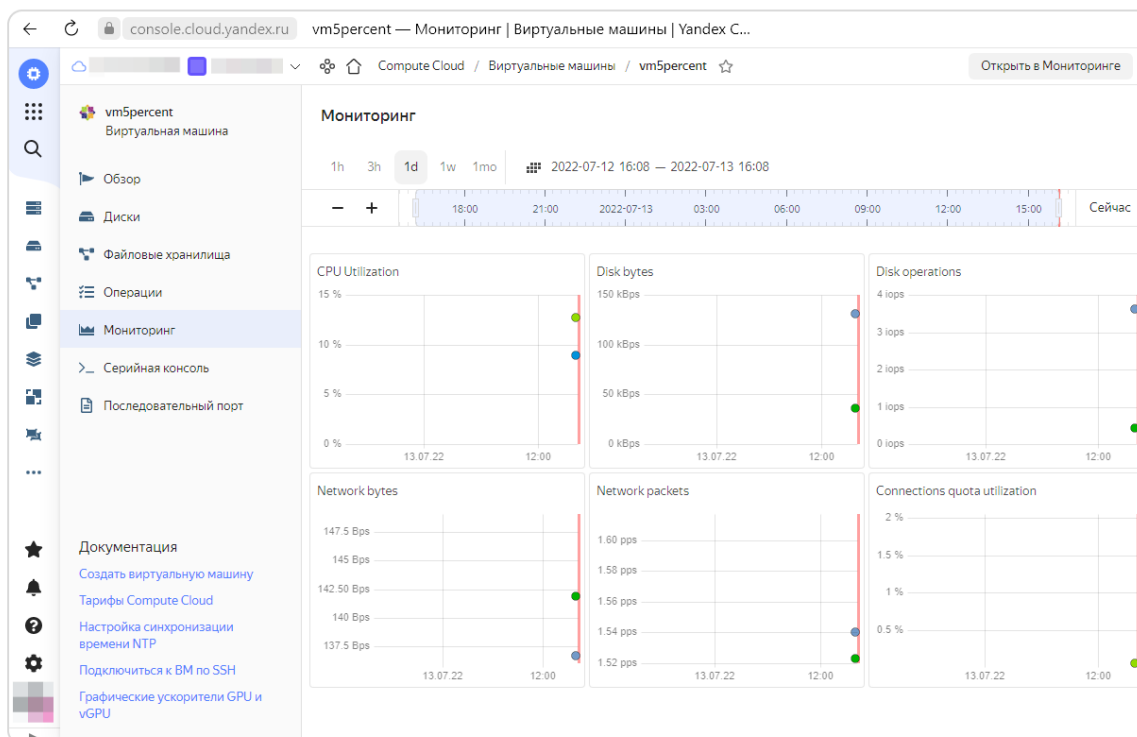 console.cloud.yandex.ru vm5percent — Мониторинг | Виртуальные машины | Yandex C...
Compute Cloud / Виртуальные машины / vm5percent Открыть в Мониторинге
vm5percent
Виртуальная машина
Обзор
Диски
Файловые хранилища
Операции
Мониторинг
Серийная консоль
Последовательный порт
Документация
Создать виртуальную машину
Тарифы Compute Cloud
Настройка синхронизации
времени NTP
Подключиться к ВМ по SSH
Графические ускорители GPU и
vGPU
Мониторинг
1h 3h 1d 1w 1mo 2022-07-12 16:08 — 2022-07-13 16:08
− + 18:00 21:00 2022-07-13 03:00 06:00 09:00 12:00 15:00 Сейчас
CPU Utilization
15 %
10 %
5 %
0 %
13.07.22 12:00
Disk bytes
150 kBps
100 kBps
50 kBps
0 kBps
13.07.22 12:00
Disk operations
4 iops
3 iops
2 iops
1 iops
0 iops
13.07.22 12:00
Network bytes
147.5 Bps
145 Bps
142.50 Bps
140 Bps
137.5 Bps
13.07.22 12:00
Network packets
1.60 pps
1.58 pps
1.56 pps
1.54 pps
1.52 pps
13.07.22 12:00
Connections quota utilization
2 %
1.5 %
1 %
0.5 %
13.07.22 12:00